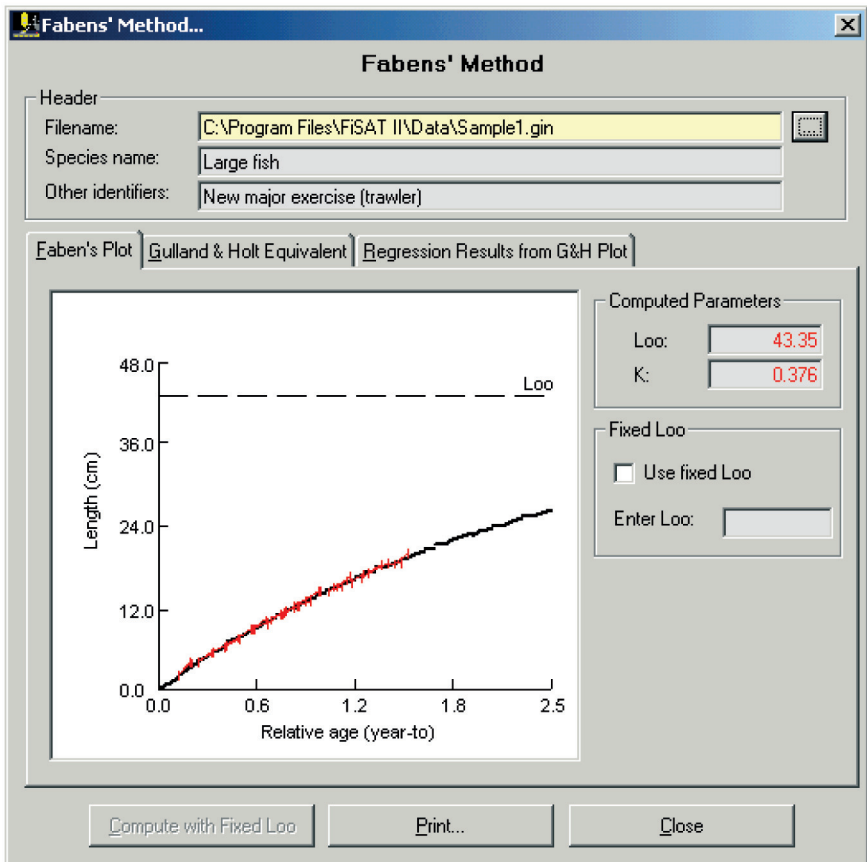 Fabens' Method...
Fabens' Method
Header
Filename: C:\Program Files\FiSAT II\Data\Sample1.gin
Species name: Large fish
Other identifiers: New major exercise (trawler)
Faben's Plot Gulland & Holt Equivalent Regression Results from G&H Plot
Length (cm)
48.0
36.0
24.0
12.0
0.0
Loo
0.0 0.6 1.2 1.8 2.5
Relative age (year-to)
Computed Parameters
Loo: 43.35
K: 0.376
Fixed Loo
Use fixed Loo
Enter Loo:
Compute with Fixed Loo Print... Close